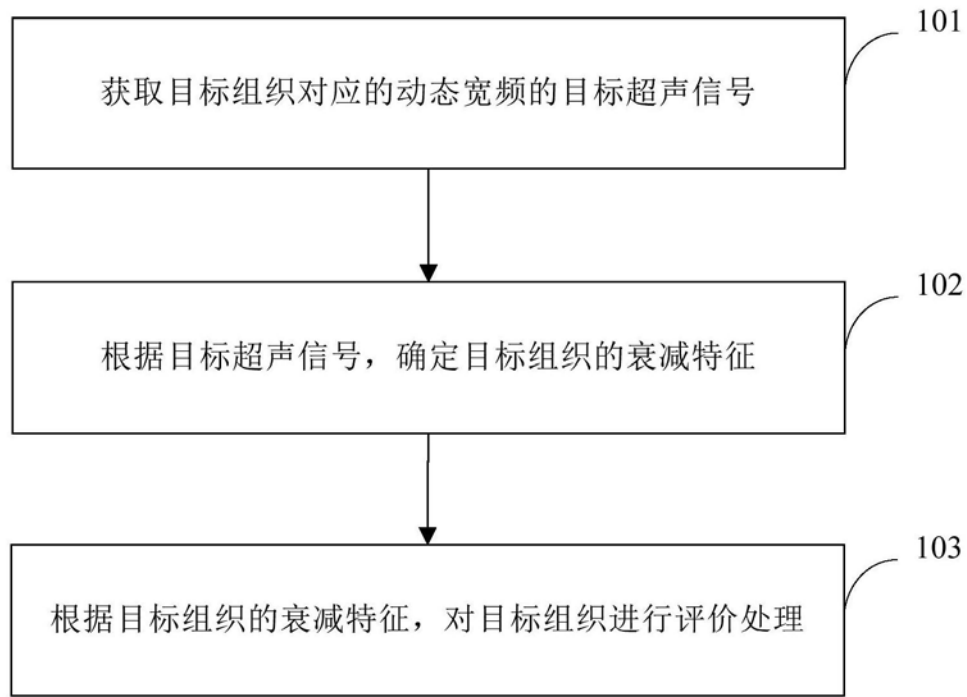 101
获取目标组织对应的动态宽频的目标超声信号
102
根据目标超声信号，确定目标组织的衰减特征
103
根据目标组织的衰减特征，对目标组织进行评价处理